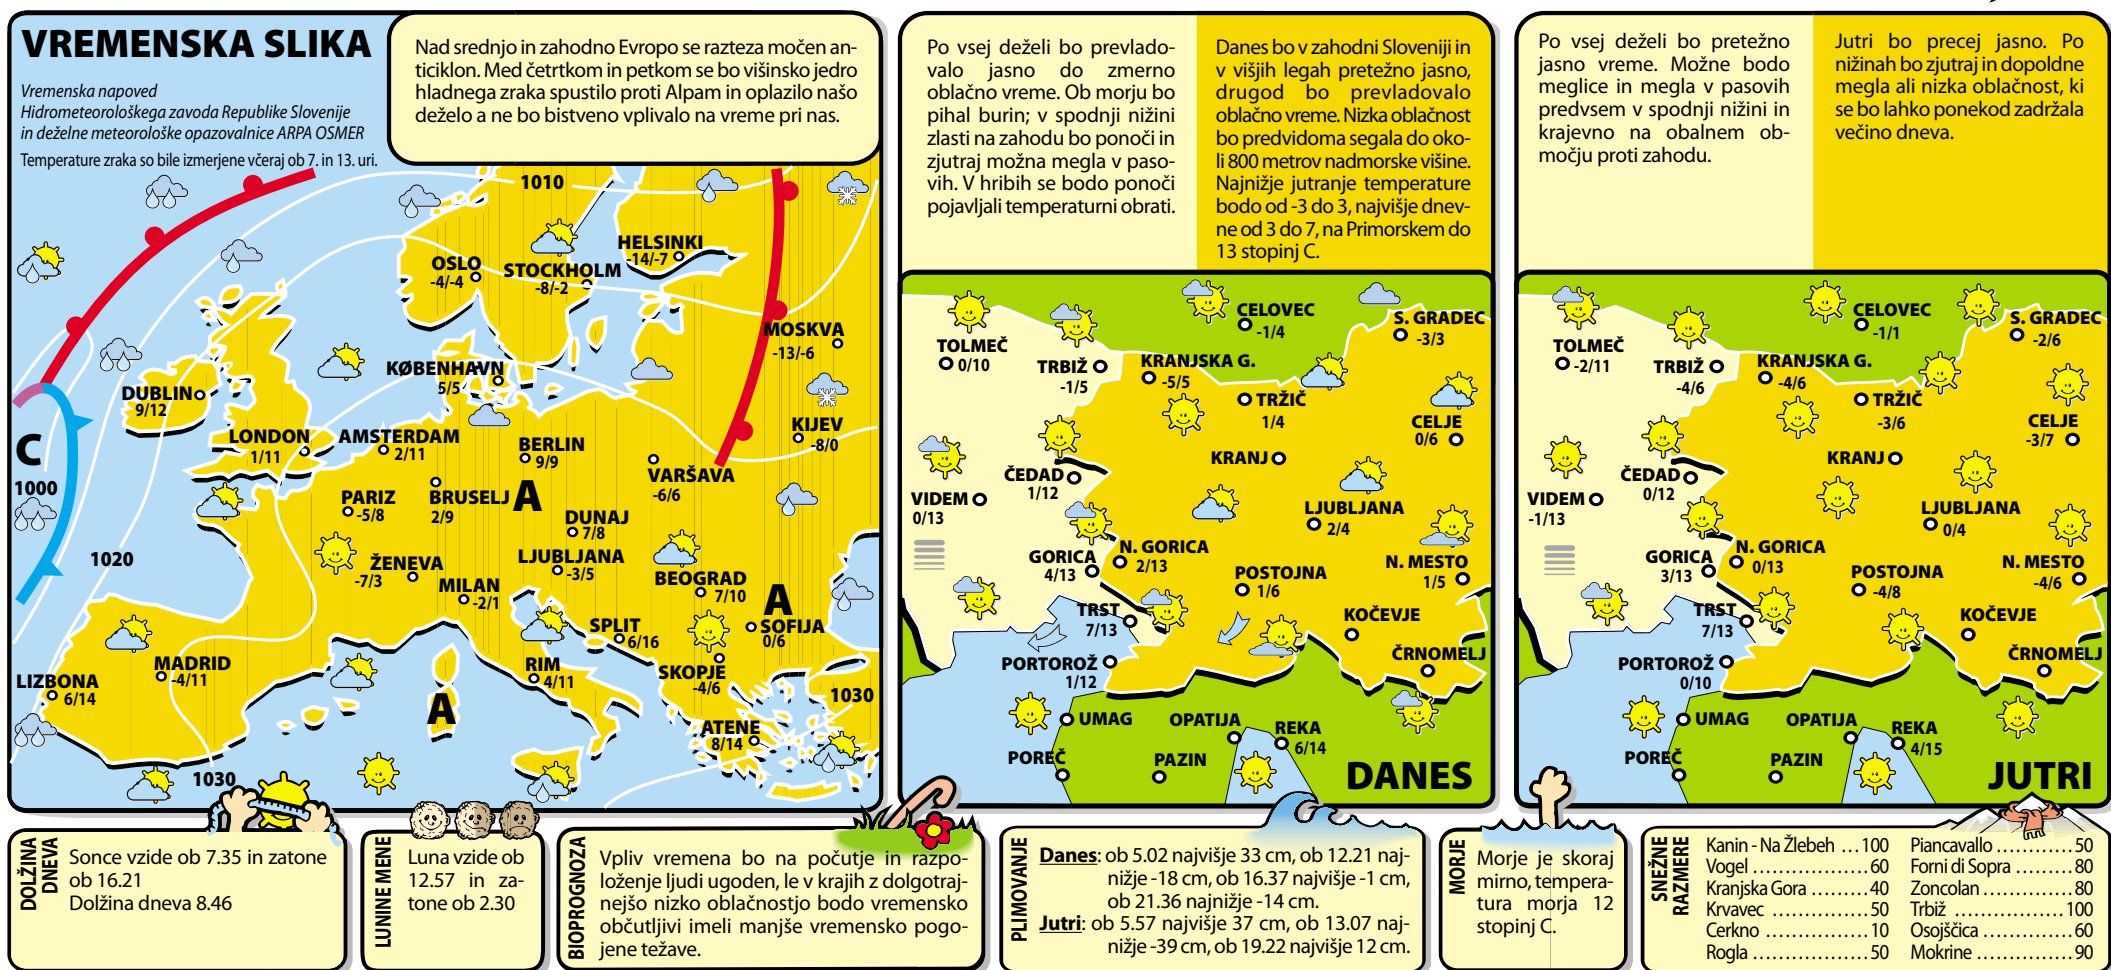 VREMENSKA SLIKA
Vremenska napoved
Hidrometeorološkega zavoda Republike Slovenije
in deželne meteorološke opazovalnice ARPA OSMER
Temperature zraka so bile izmerjene včeraj ob 7. in 13. uri.
Nad srednjo in zahodno Evropo se razteza močen an-
ticiklon. Med četrtkom in petkom se bo višinsko jedro
hladnega zraka spustilo proti Alpam in oplazilo našo
deželo a ne bo bistveno vplivalo na vreme pri nas.
1010
HELSINKI
-14/-7
OSLO
-4/-4
STOCKHOLM
-8/-2
MOSKVA
-13/-6
KØBENHAVN
5/5
DUBLIN
9/12
KIJEV
-8/0
C
LONDON
1/11
AMSTERDAM
2/11
BERLIN
9/9
VARŠAVA
-6/6
1000
PARIZ
-5/8
BRUSELJ
2/9
A
DUNAJ
7/8
1020
ŽENEVA
-7/3
LJUBLJANA
-3/5
MILAN
-2/1
BEOGRAD
7/10
A
SOFIJA
0/6
SPLIT
6/16
MADRID
-4/11
RIM
4/11
SKOPJE
-4/6
LIZBONA
6/14
1030
A
ATENE
8/14
1030
Po vsej deželi bo prevlado-
valo jasno do zmerno
oblačno vreme. Ob morju bo
pihal burin; v spodnji nižini
zlasti na zahodu bo ponoči in
zjutraj možna megla v paso-
vih. V hribih se bodo ponoči
pojavljali temperaturni obrati.
Danes bo v zahodni Sloveniji in
v višjih legah pretežno jasno,
drugod bo prevladovalo
oblačno vreme. Nizka oblačnost
bo predvidoma segala do oko-
li 800 metrov nadmorske višine.
Najnižje jutranje temperature
bodo od -3 do 3, najvišje dnev-
ne od 3 do 7, na Primorskem do
13 stopinj C.
CELOVEC
-1/4
S. GRADEC
-3/3
TOLMEČ
0/10
TRBIŽ
-1/5
KRANJSKA G.
-5/5
TRŽIČ
1/4
CELJE
0/6
KRANJ
ČEDAD
1/12
VIDEM
0/13
LJUBLJANA
2/4
GORICA
4/13
N. GORICA
2/13
N. MESTO
1/5
POSTOJNA
1/6
TRST
7/13
KOČEVJE
PORTOROŽ
1/12
ČRNOMELJ
UMAG
OPATIJA
REKA
6/14
POREČ
PAZIN
DANES
Po vsej deželi bo pretežno
jasno vreme. Možne bodo
meglice in megla v pasovih
predvsem v spodnji nižini in
krajevno na obalnem ob-
močju proti zahodu.
Jutri bo precej jasno. Po
nižinah bo zjutraj in dopoldne
megla ali nizka oblačnost, ki
se bo lahko ponekod zadržala
večino dneva.
CELOVEC
-1/1
S. GRADEC
-2/6
TOLMEČ
-2/11
TRBIŽ
-4/6
KRANJSKA G.
-4/6
TRŽIČ
-3/6
CELJE
-3/7
KRANJ
ČEDAD
0/12
VIDEM
-1/13
LJUBLJANA
0/4
GORICA
3/13
N. GORICA
0/13
N. MESTO
-4/6
POSTOJNA
-4/8
TRST
7/13
KOČEVJE
PORTOROŽ
0/10
ČRNOMELJ
UMAG
OPATIJA
REKA
4/15
POREČ
PAZIN
JUTRI
DOLŽINA
DNEVA
Sonce vzide ob 7.35 in zatone
ob 16.21
Dolžina dneva 8.46
LUNINE MENE
Luna vzide ob
12.57 in za-
tone ob 2.30
BIOPROGNOZA
Vpliv vremena bo na počutje in razpo-
loženje ljudi ugoden, le v krajih z dolgotraj-
nejšo nizko oblačnostjo bodo vremensko
občutljivi imeli manjše vremensko pogo-
jene težave.
PLIMOVANJE
Danes: ob 5.02 najvišje 33 cm, ob 12.21 naj-
nižje -18 cm, ob 16.37 najvišje -1 cm,
ob 21.36 najnižje -14 cm.
Jutri: ob 5.57 najvišje 37 cm, ob 13.07 naj-
nižje -39 cm, ob 19.22 najvišje 12 cm.
MORJE
Morje je skoraj
mirno, tempera-
tura morja 12
stopinj C.
SNEŽNE
RAZMERE
Kanin - Na Žlebeh ...100
Vogel ....................60
Kranjska Gora ..........40
Krvavec .................50
Cerkno ..................10
Rogla ....................50
Piancavallo ............50
Forni di Sopra .........80
Zoncolan ...............80
Trbiž ...................100
Osojščica ...............60
Mokrine .................90